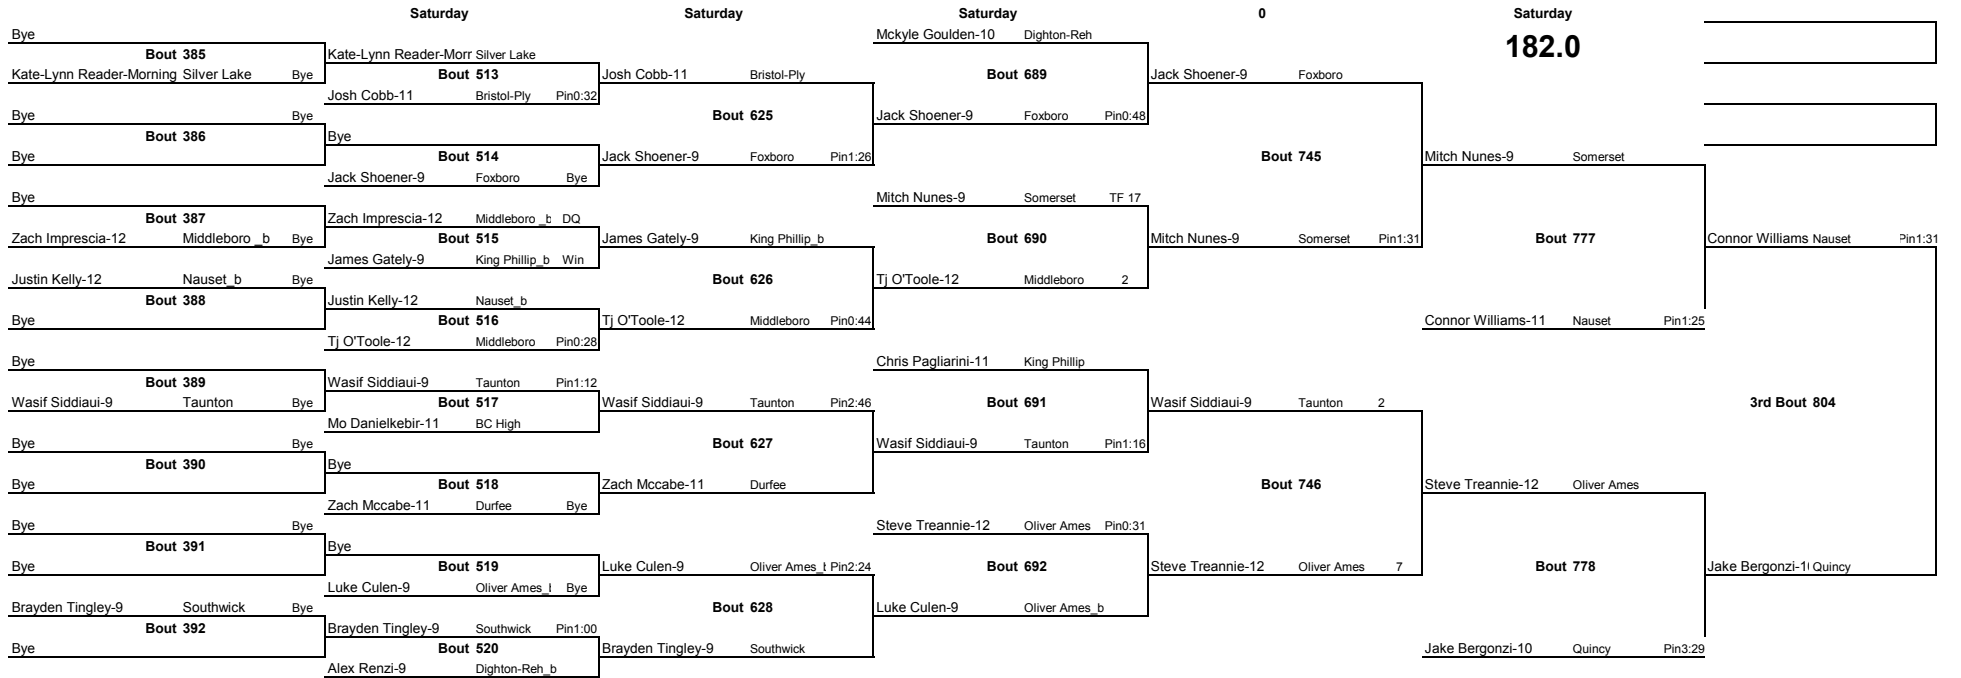 Saturday Saturday Saturday 0 Saturday
182.0
Bye
Bout 385
Kate-Lynn Reader-Morning Silver Lake Bye
Bye Bye
Bout 386
Bye
Bye
Bout 387
Zach Imprescia-12 Middleboro _b Bye
Justin Kelly-12 Nauset_b Bye
Bout 388
Bye
Bye
Bout 389
Wasif Siddiaui-9 Taunton Bye
Bye Bye
Bout 390
Bye
Bye Bye
Bout 391
Bye
Brayden Tingley-9 Southwick Bye
Bout 392
Bye
Kate-Lynn Reader-Morr Silver Lake
Bout 513
Josh Cobb-11 Bristol-Ply Pin0:32
Bye
Bout 514
Jack Shoener-9 Foxboro Bye
Zach Imprescia-12 Middleboro _b DQ
Bout 515
James Gately-9 King Phillip_b Win
Justin Kelly-12 Nauset_b
Bout 516
Tj O'Toole-12 Middleboro Pin0:28
Wasif Siddiaui-9 Taunton Pin1:12
Bout 517
Mo Danielkebir-11 BC High
Bye
Bout 518
Zach Mccabe-11 Durfee Bye
Bye
Bout 519
Luke Culen-9 Oliver Ames_ Bye
Brayden Tingley-9 Southwick Pin1:00
Bout 520
Alex Renzi-9 Dighton-Reh_b
Josh Cobb-11 Bristol-Ply
Bout 625
Jack Shoener-9 Foxboro Pin1:26
James Gately-9 King Phillip_b
Bout 626
Tj O'Toole-12 Middleboro Pin0:44
Wasif Siddiaui-9 Taunton Pin2:46
Bout 627
Zach Mccabe-11 Durfee
Luke Culen-9 Oliver Ames_ Pin2:24
Bout 628
Brayden Tingley-9 Southwick
Mckyle Goulden-10 Dighton-Reh
Bout 689
Jack Shoener-9 Foxboro Pin0:48
Mitch Nunes-9 Somerset TF 17
Bout 690
Tj O'Toole-12 Middleboro 2
Chris Pagliarini-11 King Phillip
Bout 691
Wasif Siddiaui-9 Taunton Pin1:16
Steve Treannie-12 Oliver Ames Pin0:31
Bout 692
Luke Culen-9 Oliver Ames_b
Jack Shoener-9 Foxboro
Bout 745
Mitch Nunes-9 Somerset Pin1:31
Wasif Siddiaui-9 Taunton 2
Bout 746
Steve Treannie-12 Oliver Ames 7
Mitch Nunes-9 Somerset
Bout 777
Connor Williams-11 Nauset Pin1:25
Steve Treannie-12 Oliver Ames
Bout 778
Jake Bergonzi-10 Quincy Pin3:29
Connor Williams Nauset Pin1:31
3rd Bout 804
Jake Bergonzi-1 Quincy